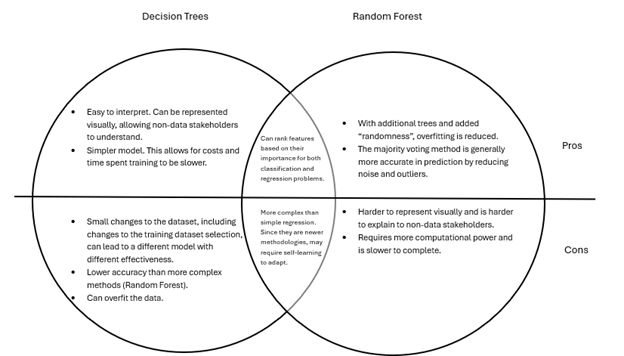 Decision Trees
Random Forest
• Easy to interpret. Can be represented
visually, allowing non-data stakeholders
to understand.
• Simpler model. This allows for costs and
time spent training to be slower.
Can rank features
based on their
importance for both
classification and
regression problems.
• With additional trees and added
“randomness”, overfitting is reduced.
• The majority voting method is generally
more accurate in prediction by reducing
noise and outliers.
Pros
• Small changes to the dataset, including
changes to the training dataset selection,
can lead to a different model with
different effectiveness.
• Lower accuracy than more complex
methods (Random Forest).
• Can overfit the data.
More complex than
simple regression.
Since they are newer
methodologies, may
require self-learning
to adapt.
• Harder to represent visually and is harder
to explain to non-data stakeholders.
• Requires more computational power and
is slower to complete.
Cons